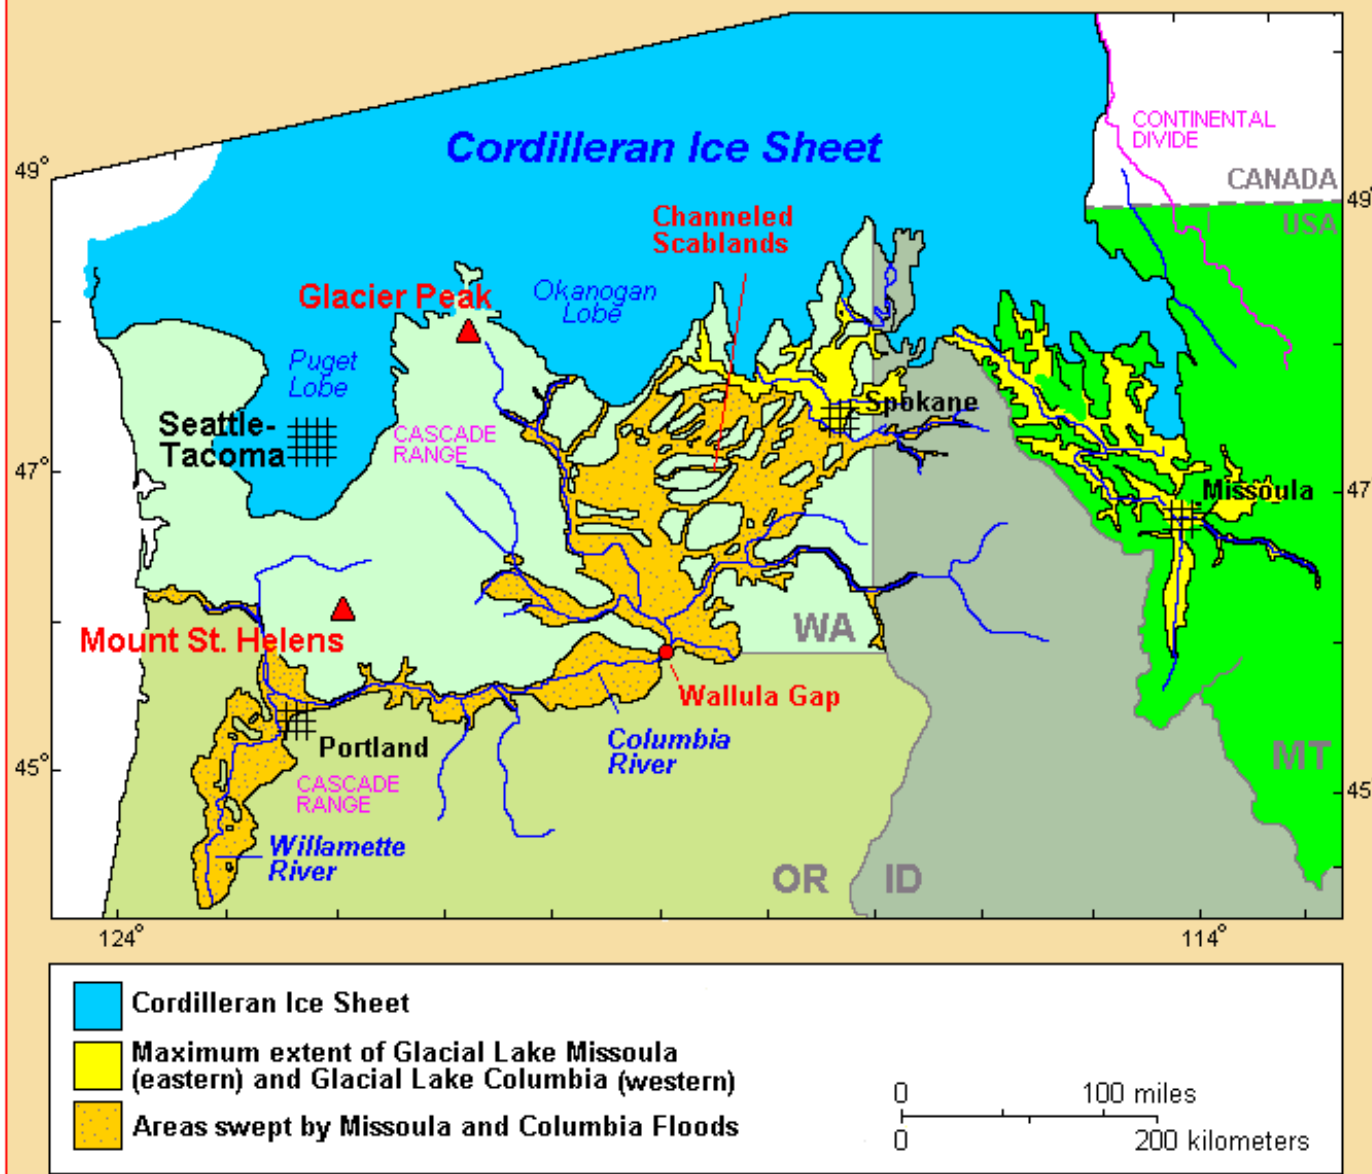 Cordilleran Ice Sheet
CONTINENTAL
DIVIDE
49°
CANADA
49°
USA
Channeled
Scablands
Glacier Peak
Okanogan
Lobe
Puget
Lobe
Spokane
Seattle-
Tacoma
CASCADE
RANGE
47°
47
Missoula
WA
Mount St. Helens
Wallula Gap
Portland
Columbia
River
MT
45°
45
CASCADE
RANGE
Willamette
River
OR
ID
124°
114°
Cordilleran Ice Sheet
Maximum extent of Glacial Lake Missoula
(eastern) and Glacial Lake Columbia (western)
Areas swept by Missoula and Columbia Floods
0 100 miles
0 200 kilometers